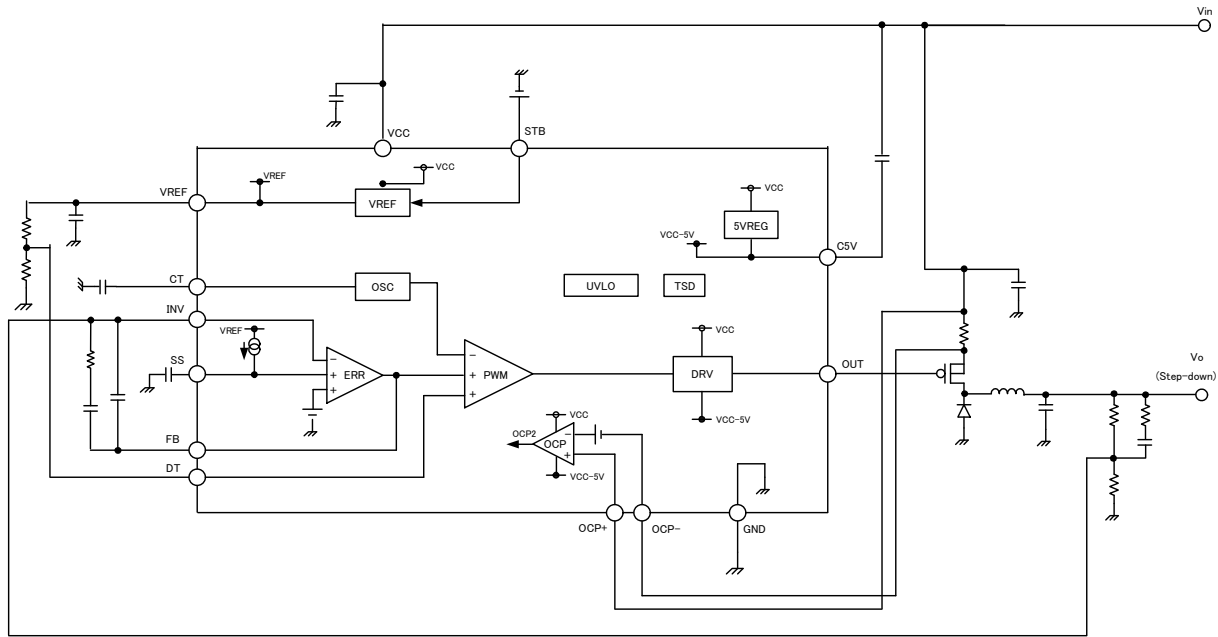 Vin
VCC
STB
VREF
VREF
VCC
VREF
VCC
5VREG
VCC-5V
C5V
CT
OSC
UVLO
TSD
INV
VREF
SS
ERR
PWM
VCC
DRV
OUT
Vo
(Step-down)
VCC-5V
FB
DT
VCC
OCP2
OCP
VCC-5V
OCP+
OCP-
GND